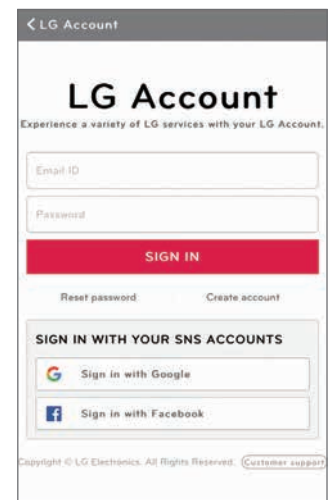 LG Account
LG Account
Experience a variety of LG services with your LG Account.
Email ID
Password
SIGN IN
Reset password Create account
SIGN IN WITH YOUR SNS ACCOUNTS
Sign in with Google
Sign in with Facebook
Copyright © LG Electronics. All Rights Reserved. Customer support